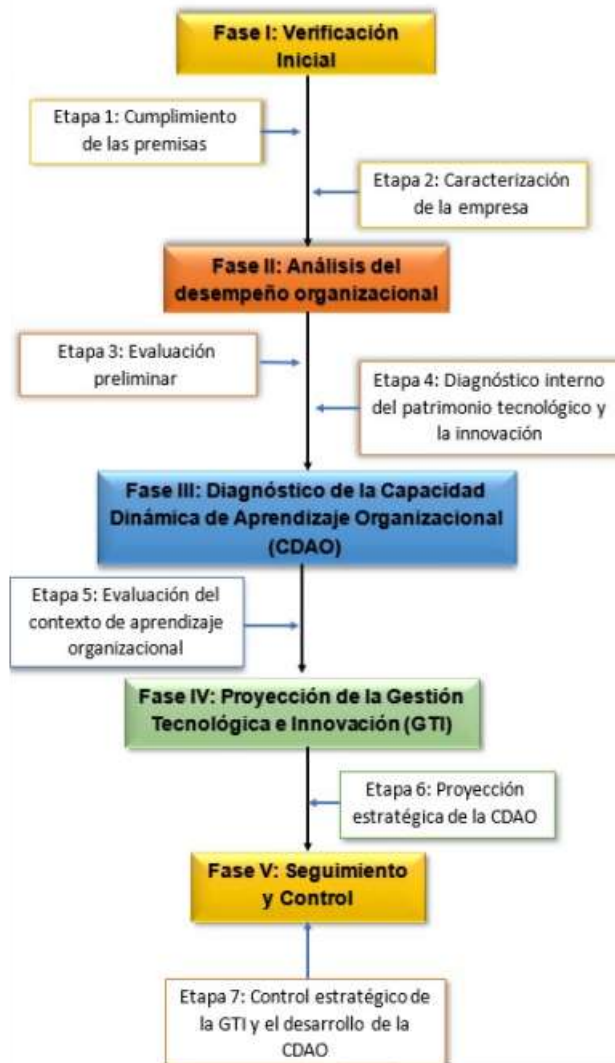 Fase I: Verificación
Inicial
Etapa 1: Cumplimiento
de las premisas
Etapa 2: Caracterización
de la empresa
Fase II: Análisis del
desempeño organizacional
Etapa 3: Evaluación
preliminar
Etapa 4: Diagnóstico interno
del patrimonio tecnológico y
la innovación
Fase III: Diagnóstico de la Capacidad
Dinámica de Aprendizaje Organizacional
(CDAO)
Etapa 5: Evaluación del
contexto de aprendizaje
organizacional
Fase IV: Proyección de la Gestión
Tecnológica e Innovación (GTI)
Etapa 6: Proyección
estratégica de la CDAO
Fase V: Seguimiento
y Control
Etapa 7: Control estratégico de
la GTI y el desarrollo de la
CDAO